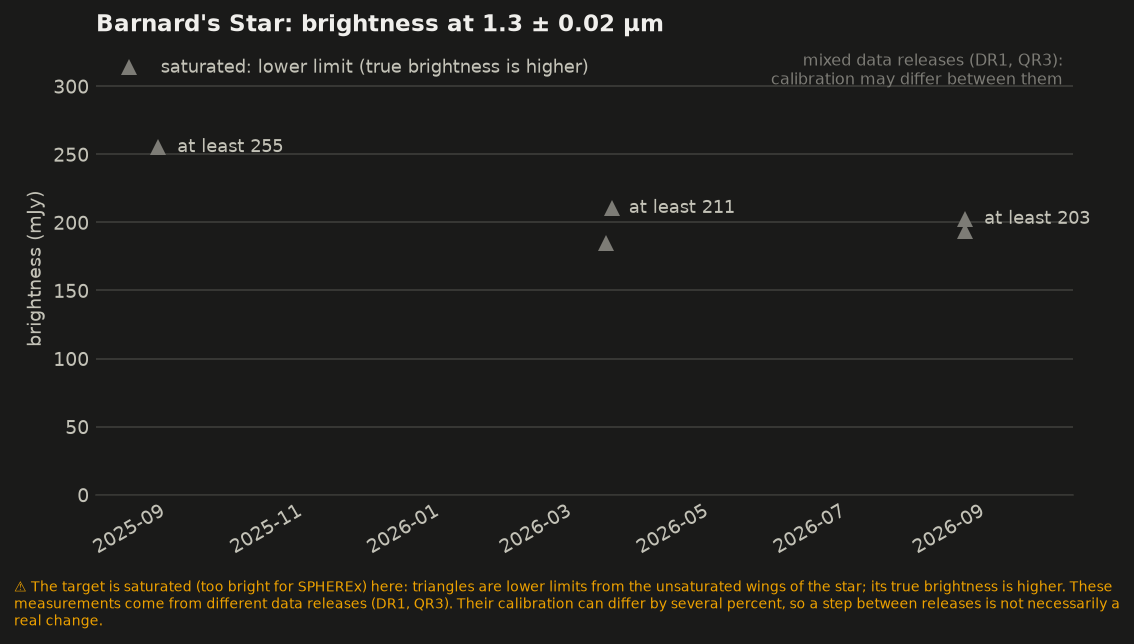 Barnard's Star: brightness at 1.3 ± 0.02 µm
saturated: lower limit (true brightness is higher)
mixed data releases (DR1, QR3):
calibration may differ between them
300
250
200
150
100
50
0
brightness (mJy)
at least 255
at least 211
at least 203
2025-09
2025-11
2026-01
2026-03
2026-05
2026-07
2026-09
⚠ The target is saturated (too bright for SPHEREx) here: triangles are lower limits from the unsaturated wings of the star; its true brightness is higher. These
measurements come from different data releases (DR1, QR3). Their calibration can differ by several percent, so a step between releases is not necessarily a
real change.